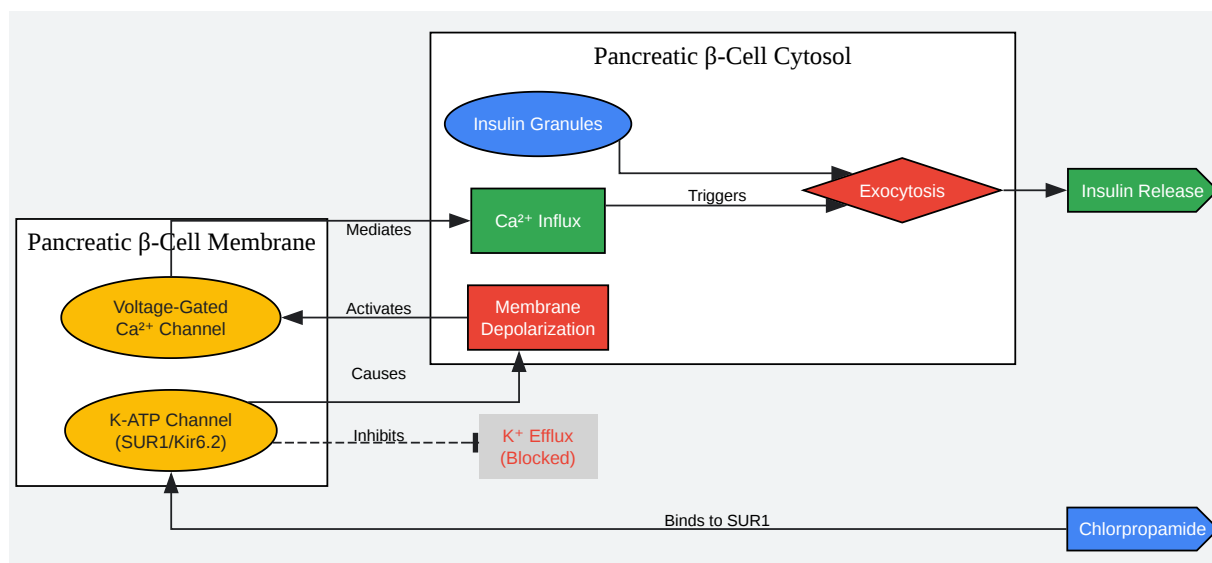 Pancreatic β-Cell Cytosol
Insulin Granules
Exocytosis
Insulin Release
Triggers
Ca²⁺ Influx
Mediates
Pancreatic β-Cell Membrane
Voltage-Gated
Ca²⁺ Channel
Activates
Membrane
Depolarization
Causes
K-ATP Channel
(SUR1/Kir6.2)
Inhibits
K⁺ Efflux
(Blocked)
Binds to SUR1
Chlorpropamide